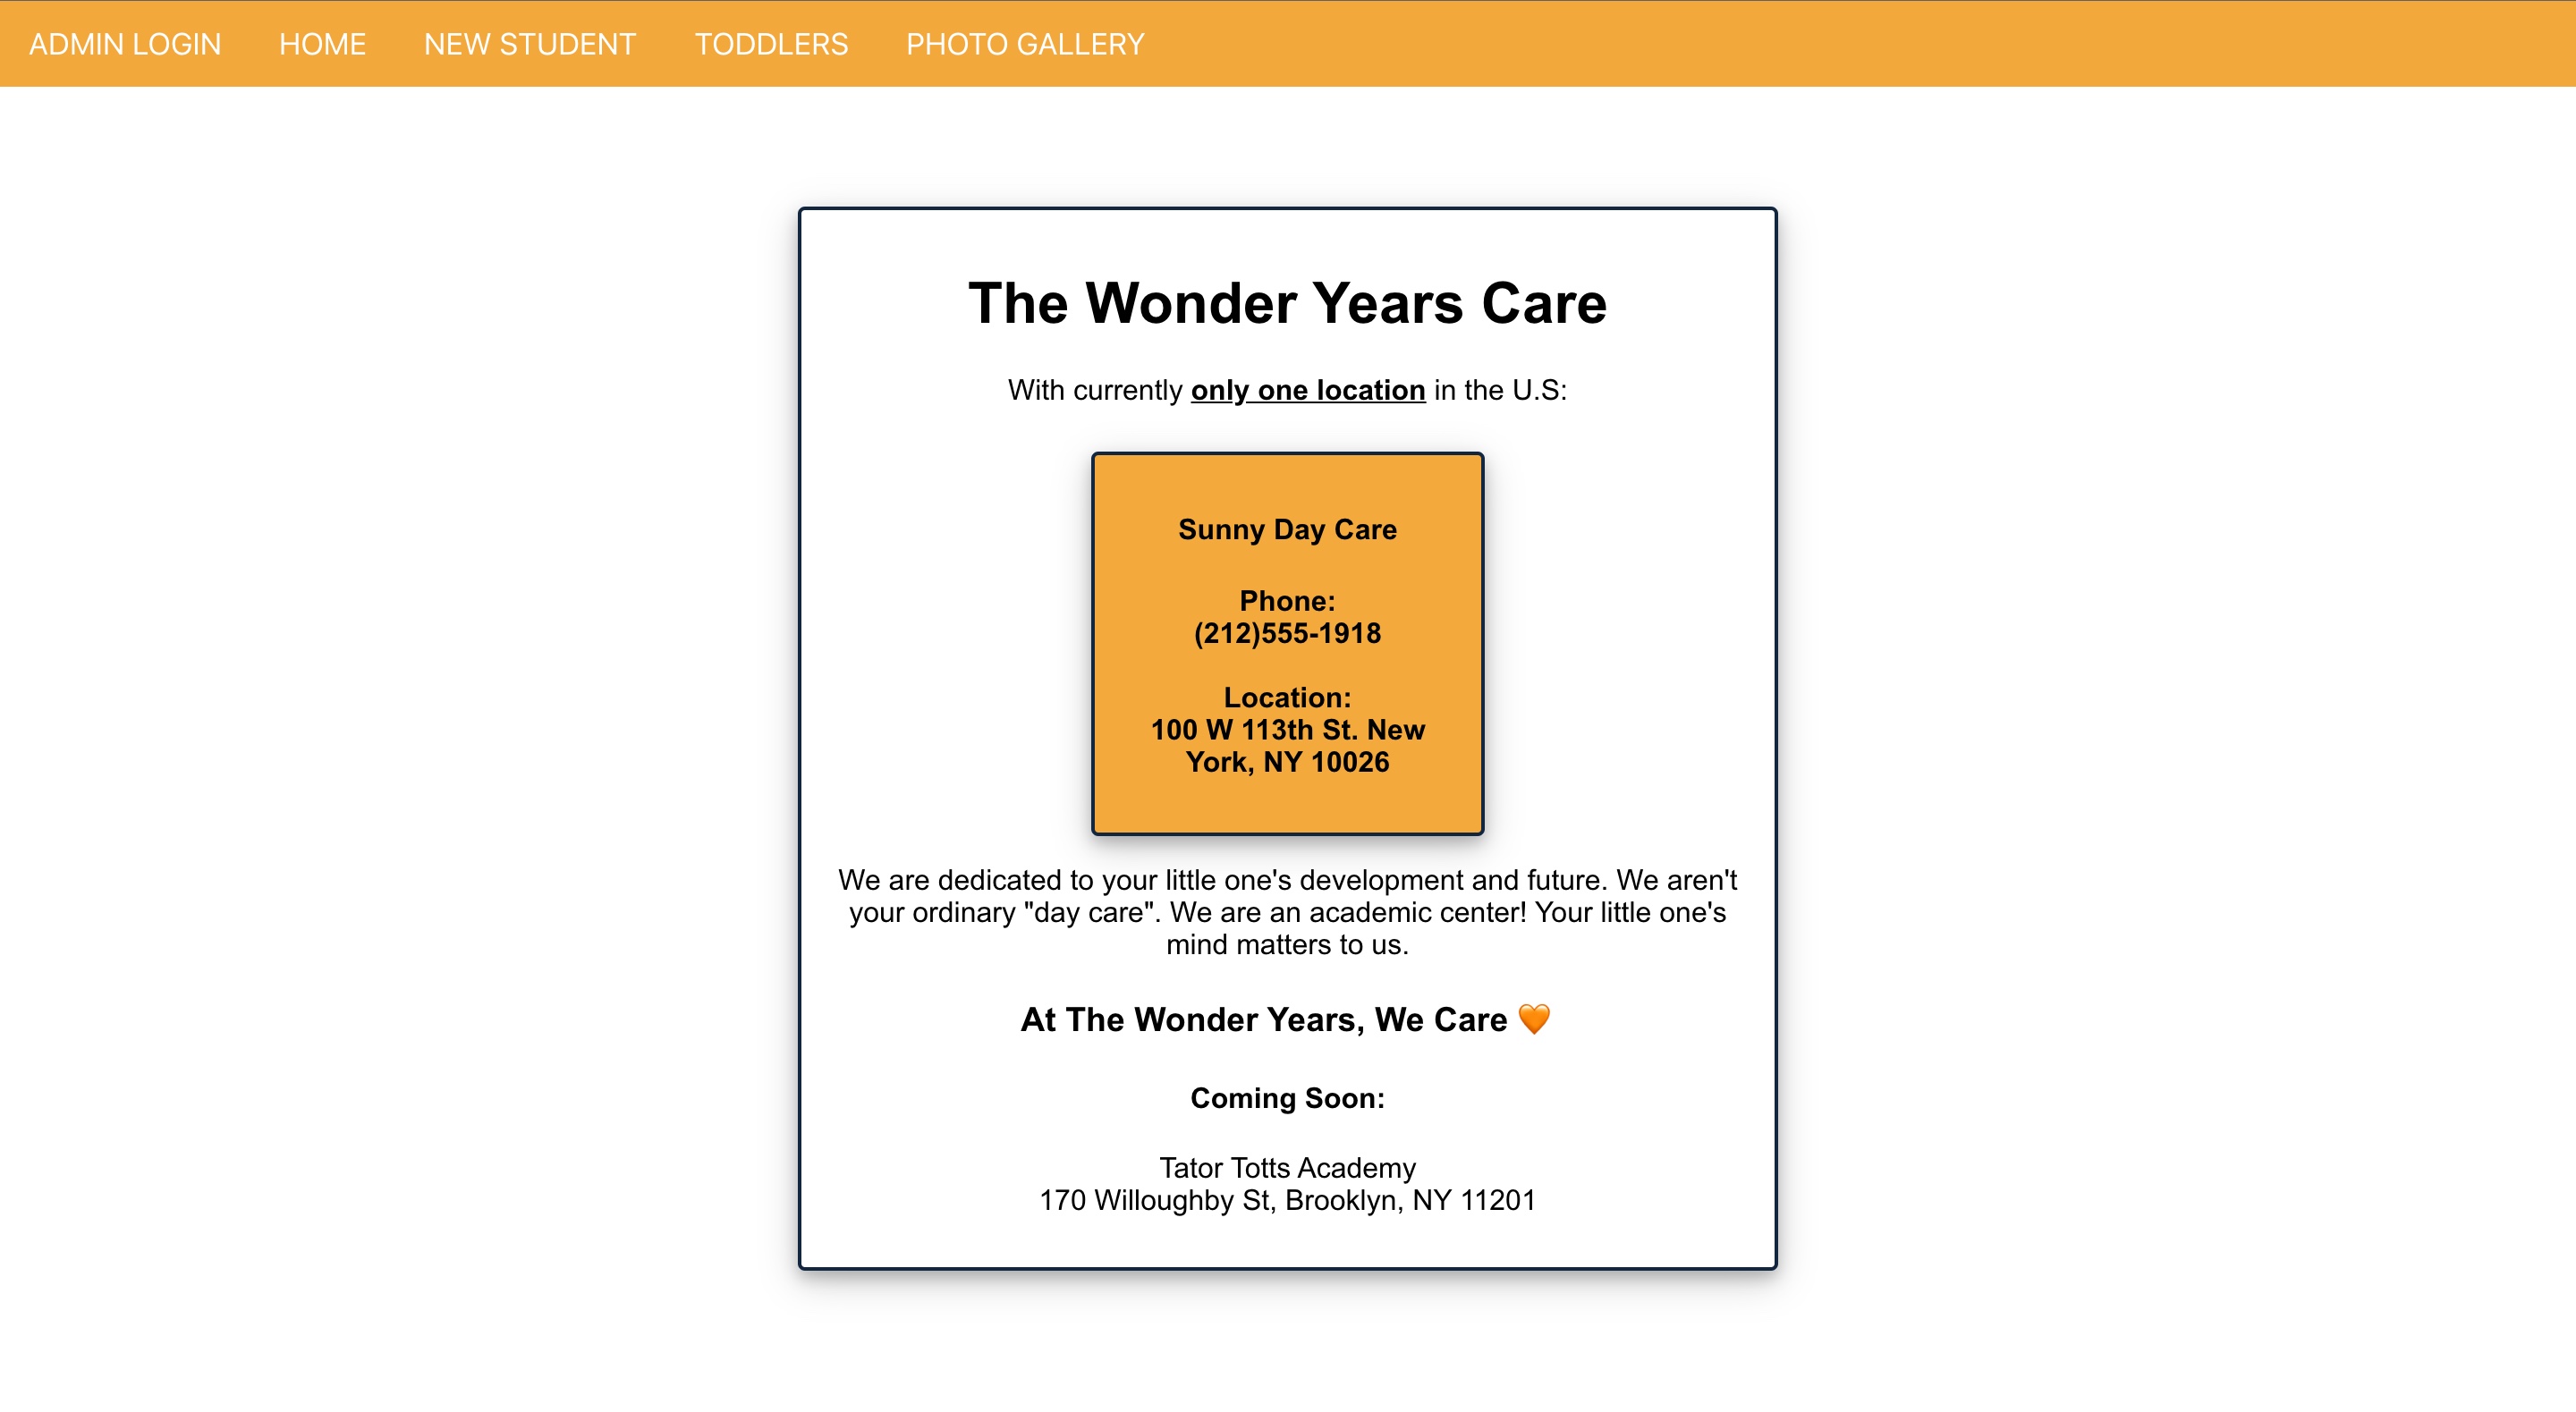 ADMIN LOGIN HOME NEW STUDENT TODDLERS PHOTO GALLERY
The Wonder Years Care
With currently only one location in the U.S:
Sunny Day Care
Phone:
(212)555-1918
Location:
100 W 113th St. New
York, NY 10026
We are dedicated to your little one's development and future. We aren't
your ordinary "day care". We are an academic center! Your little one's
mind matters to us.
At The Wonder Years, We Care 🧡
Coming Soon:
Tator Totts Academy
170 Willoughby St, Brooklyn, NY 11201